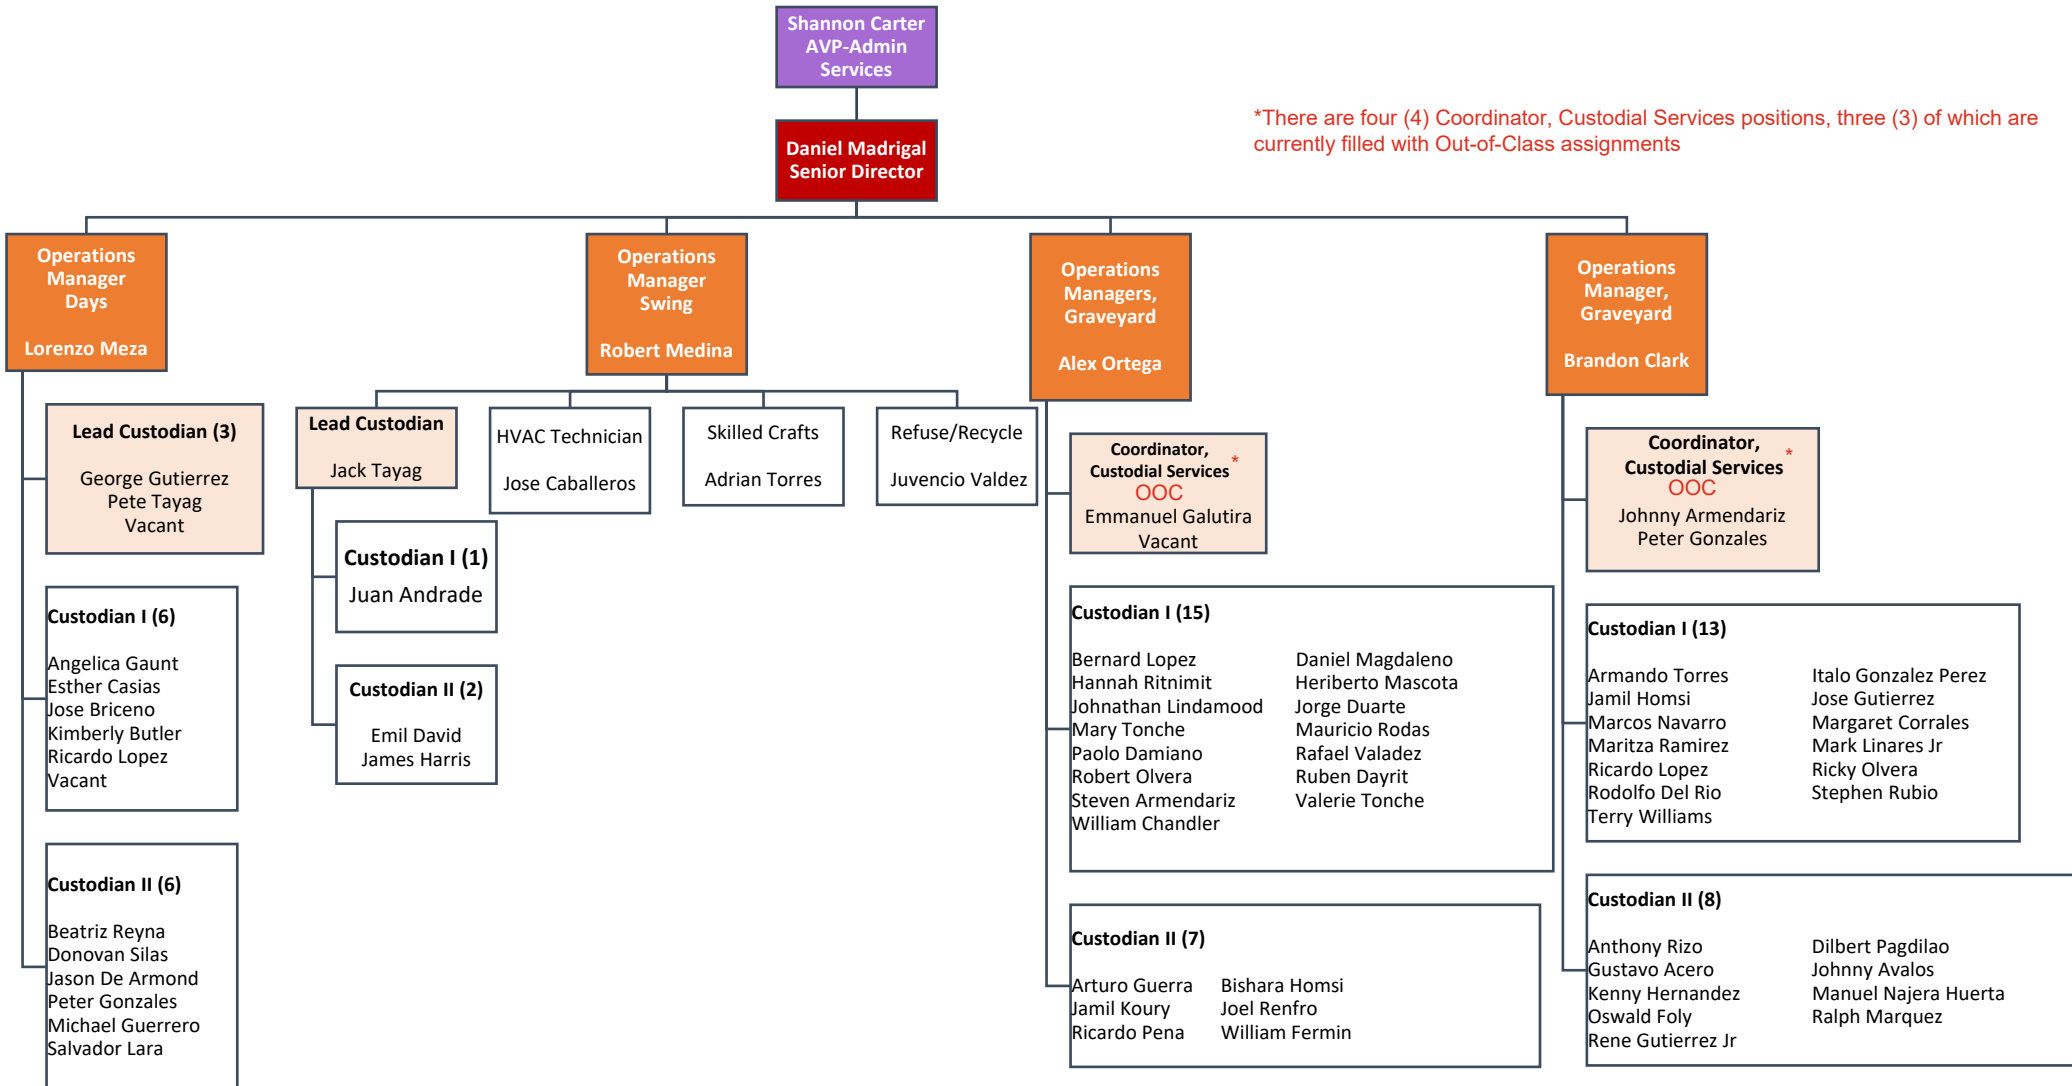 Shannon Carter
AVP-Admin
Services
*There are four (4) Coordinator, Custodial Services positions, three (3) of which are
currently filled with Out-of-Class assignments
Daniel Madrigal
Senior Director
Operations
Manager
Days
Lorenzo Meza
Operations
Manager
Swing
Robert Medina
Operations
Managers,
Graveyard
Alex Ortega
Operations
Manager,
Graveyard
Brandon Clark
Lead Custodian (3)
George Gutierrez
Pete Tayag
Vacant
Custodian I (6)
Angelica Gaunt
Esther Casias
Jose Briceno
Kimberly Butler
Ricardo Lopez
Vacant
Custodian II (6)
Beatriz Reyna
Donovan Silas
Jason De Armond
Peter Gonzales
Michael Guerrero
Salvador Lara
Lead Custodian
Jack Tayag
HVAC Technician
Jose Caballeros
Skilled Crafts
Adrian Torres
Refuse/Recycle
Juvencio Valdez
Custodian I (1)
Juan Andrade
Custodian II (2)
Emil David
James Harris
Coordinator,
Custodial Services *
OOC
Emmanuel Galutira
Vacant
Custodian I (15)
Bernard Lopez
Hannah Ritnimit
Johnathan Lindamood
Mary Tonche
Paolo Damiano
Robert Olvera
Steven Armendariz
William Chandler
Daniel Magdaleno
Heriberto Mascota
Jorge Duarte
Mauricio Rodas
Rafael Valadez
Ruben Dayrit
Valerie Tonche
Custodian II (7)
Arturo Guerra
Jamil Koury
Ricardo Pena
Bishara Homsi
Joel Renfro
William Fermin
Coordinator,
Custodial Services *
OOC
Johnny Armendariz
Peter Gonzales
Custodian I (13)
Armando Torres
Jamil Homsi
Marcos Navarro
Maritza Ramirez
Ricardo Lopez
Rodolfo Del Rio
Terry Williams
Italo Gonzalez Perez
Jose Gutierrez
Margaret Corrales
Mark Linares Jr
Ricky Olvera
Stephen Rubio
Custodian II (8)
Anthony Rizo
Gustavo Acero
Kenny Hernandez
Oswald Foly
Rene Gutierrez Jr
Dilbert Pagdilao
Johnny Avalos
Manuel Najera Huerta
Ralph Marquez